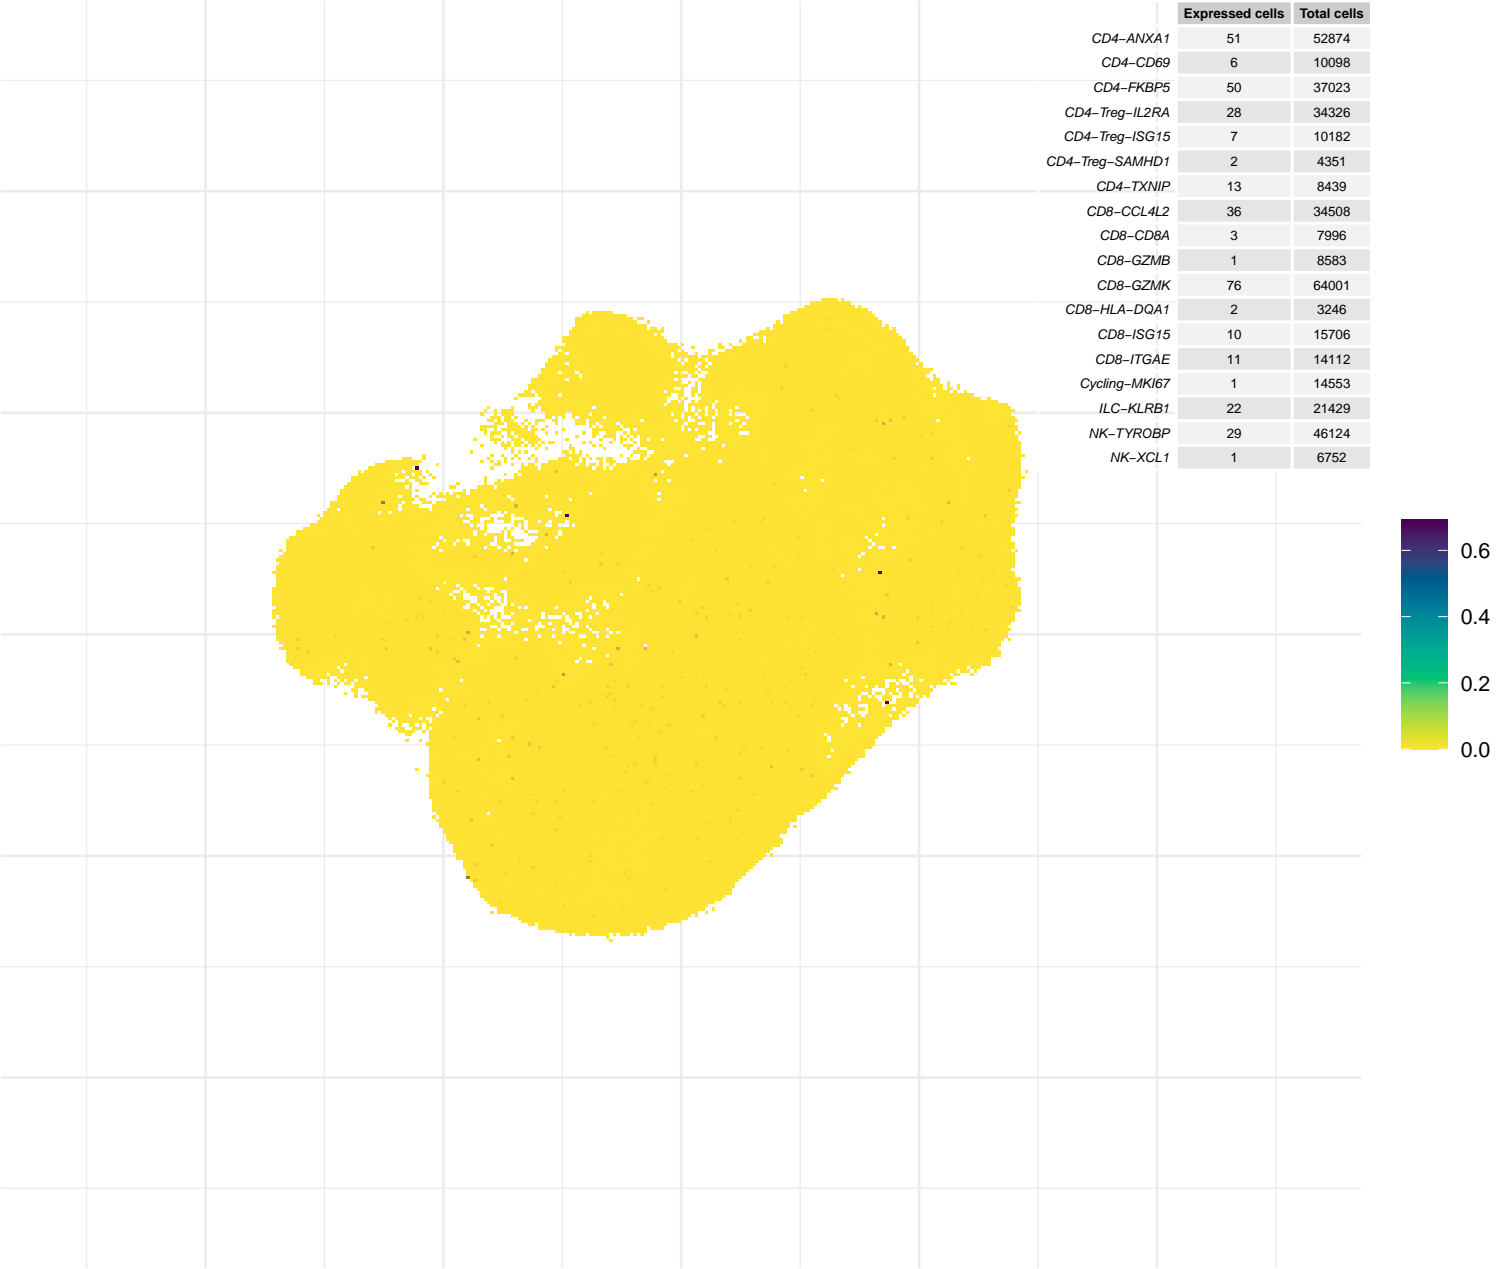 Expressed cells Total cells
CD4−ANXA1 51 52874
CD4−CD69 6 10098
CD4−FKBP5 50 37023
CD4−Treg−IL2RA 28 34326
CD4−Treg−ISG15 7 10182
CD4−Treg−SAMHD1 2 4351
CD4−TXNIP 13 8439
CD8−CCL4L2 36 34508
CD8−CD8A 3 7996
CD8−GZMB 1 8583
CD8−GZMK 76 64001
CD8−HLA−DQA1 2 3246
CD8−ISG15 10 15706
CD8−ITGAE 11 14112
Cycling−MKI67 1 14553
ILC−KLRB1 22 21429
NK−TYROBP 29 46124
NK−XCL1 1 6752
0.6
0.4
0.2
0.0